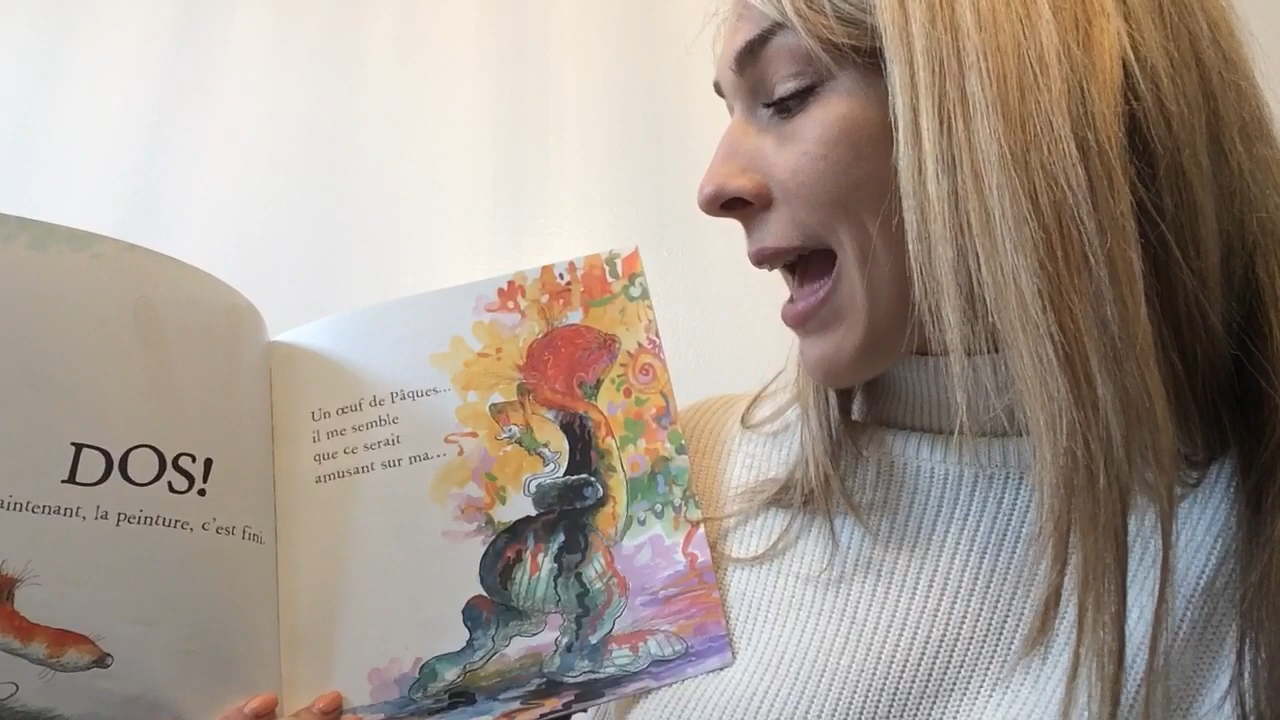 DOS!
aintenant, la peinture, c'est fini.
Un œuf de Pâques...
il me semble
que ce serait
amusant sur ma...